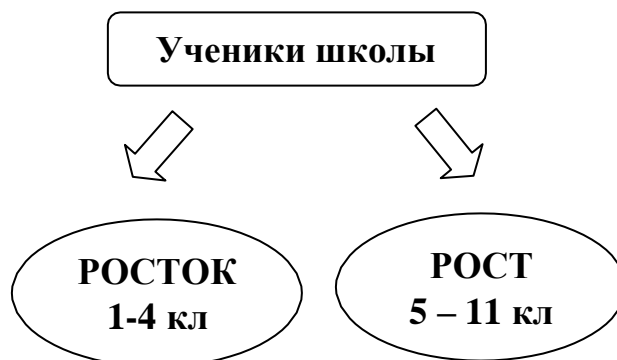 Ученики школы
РОСТОК
1-4 кл
РОСТ
5 – 11 кл